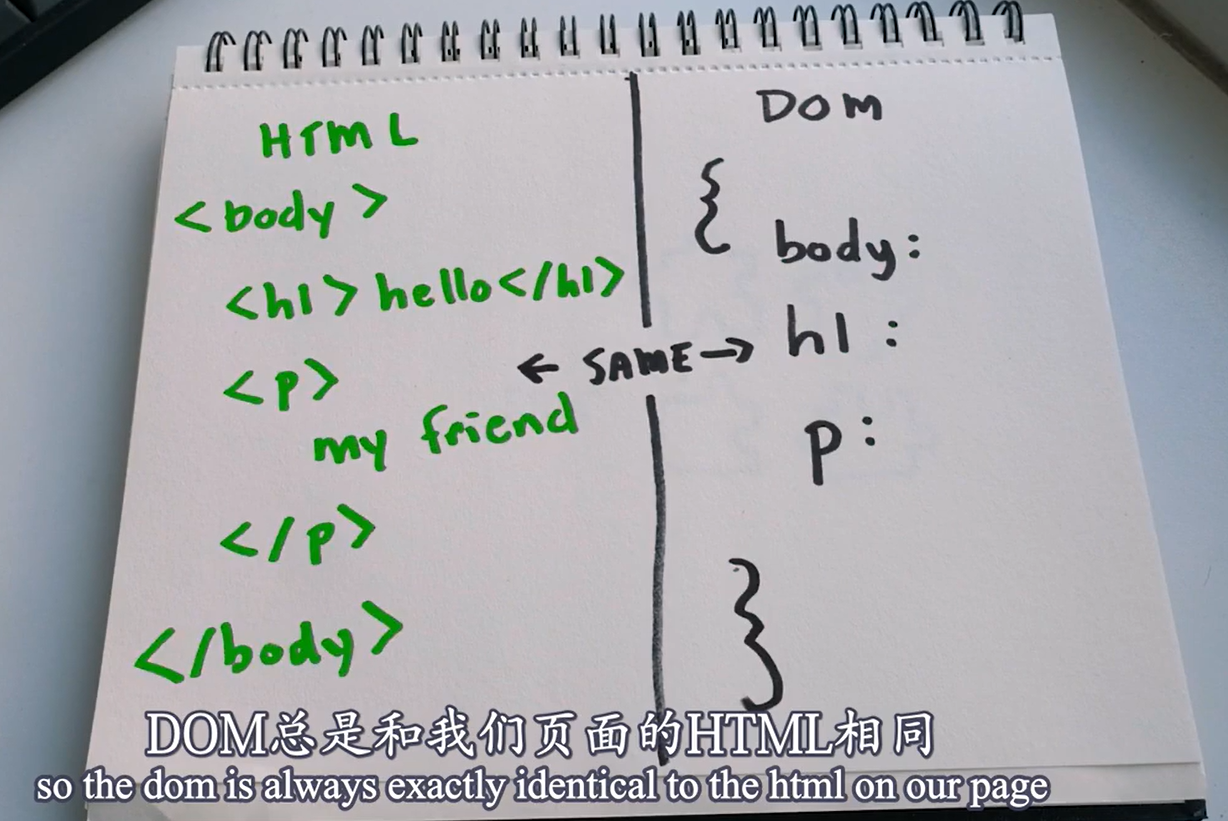 HTML
<body>
<h1>hello</h1>
<p>
my friend
</p>
</body>
← SAME →
DOM
{
body:
h1:
p:
}
DOM总是和我们页面的HTML相同
so the dom is always exactly identical to the html on our page